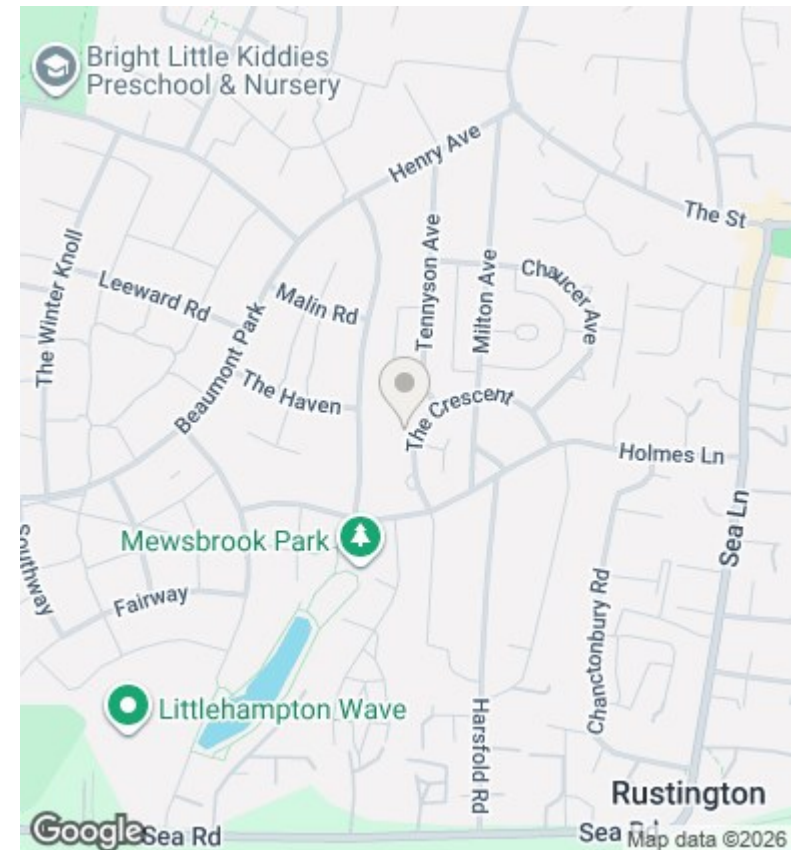 Bright Little Kiddies
Preschool & Nursery
Henry Ave
The St
The Winter Knoll
Leeward Rd
Malin Rd
Tennyson Ave
Milton Ave
Chaucer Ave
Beaumont Park
The Haven
The Crescent
Holmes Ln
Sea Ln
Mewsbrook Park
Southway
Fairway
Chanctonbury Rd
Littlehampton Wave
Harsfold Rd
Rustington
Google
Sea Rd
Sea Rd
Map data ©2026